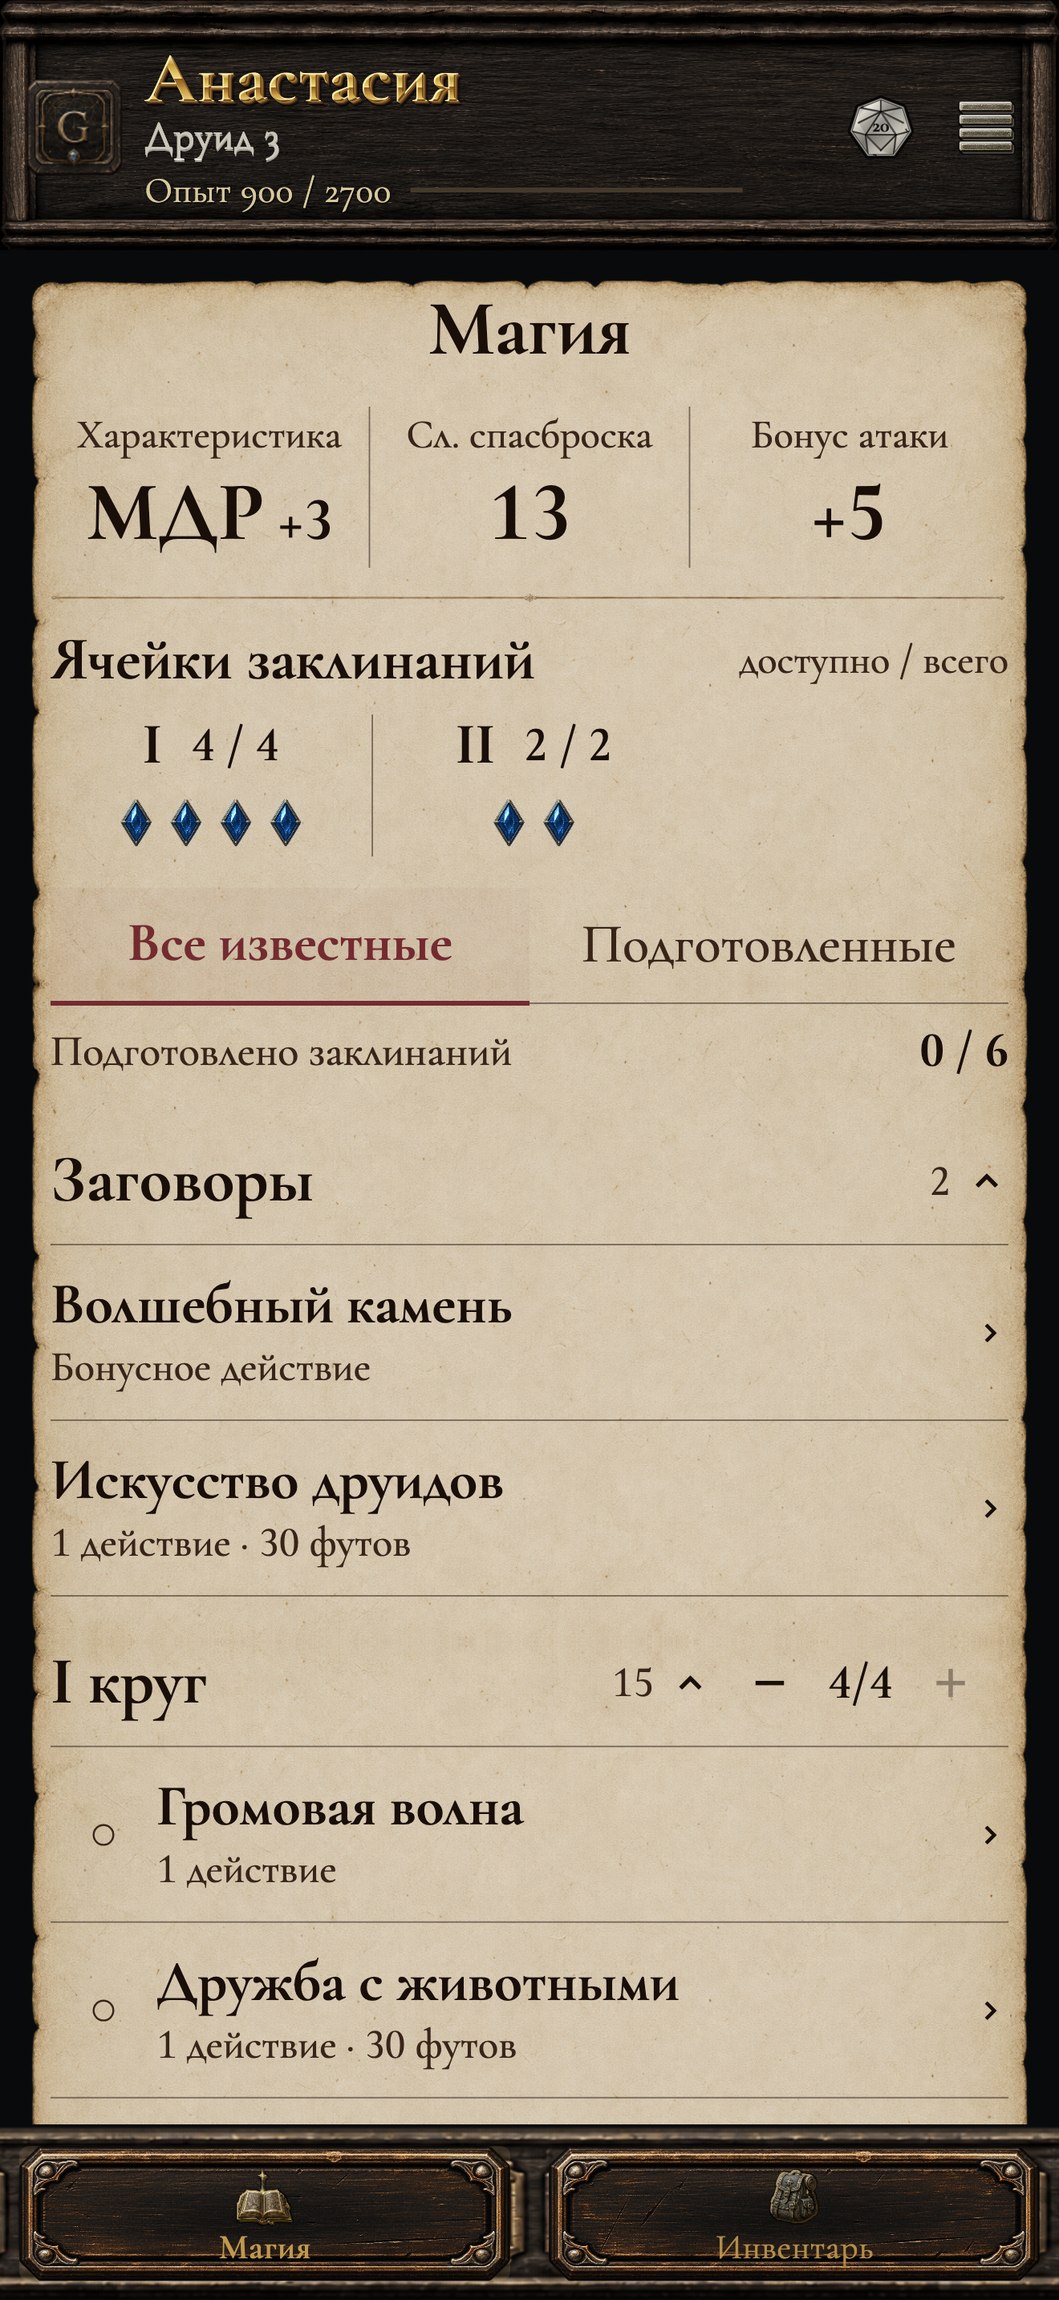 G
Анастасия
Друид 3
Опыт 900 / 2700
20
Магия
Характеристика
МДР +3
Сл. спасброска
13
Бонус атаки
+5
Ячейки заклинаний
доступно / всего
I 4 / 4
II 2 / 2
Все известные
Подготовленные
Подготовлено заклинаний
0 / 6
Заговоры
2
Волшебный камень
Бонусное действие
Искусство друидов
1 действие · 30 футов
I круг
15
− 4/4 +
Громовая волна
1 действие
Дружба с животными
1 действие · 30 футов
Магия
Инвентарь